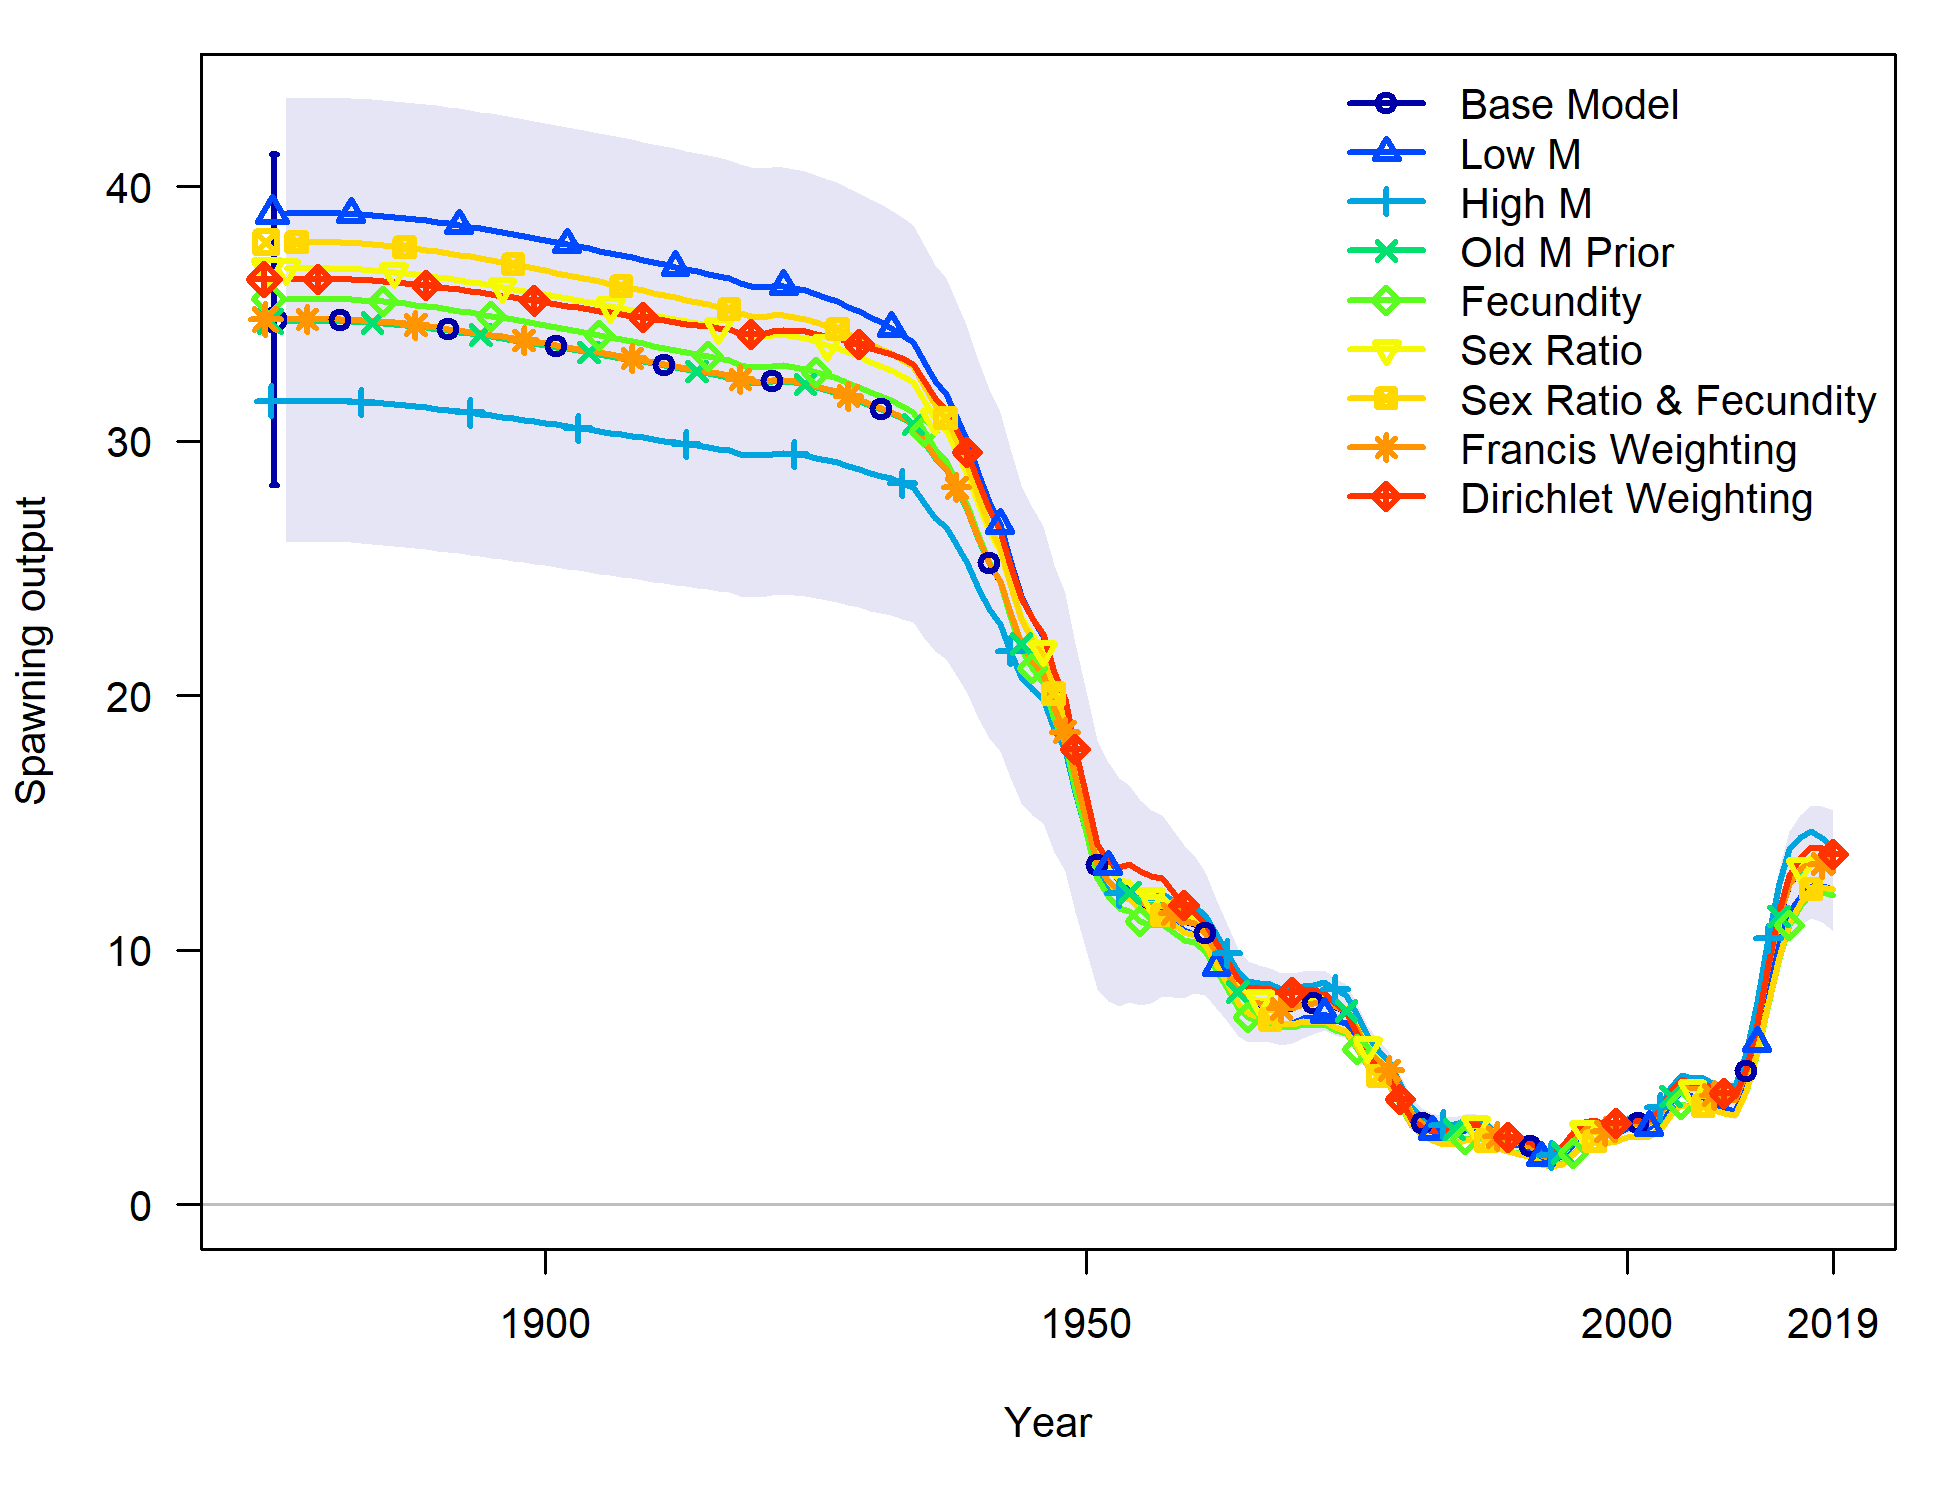 Base Model
Low M
High M
Old M Prior
Fecundity
Sex Ratio
Sex Ratio & Fecundity
Francis Weighting
Dirichlet Weighting
Spawning output
40
30
20
10
0
1900
1950
2000
2019
Year